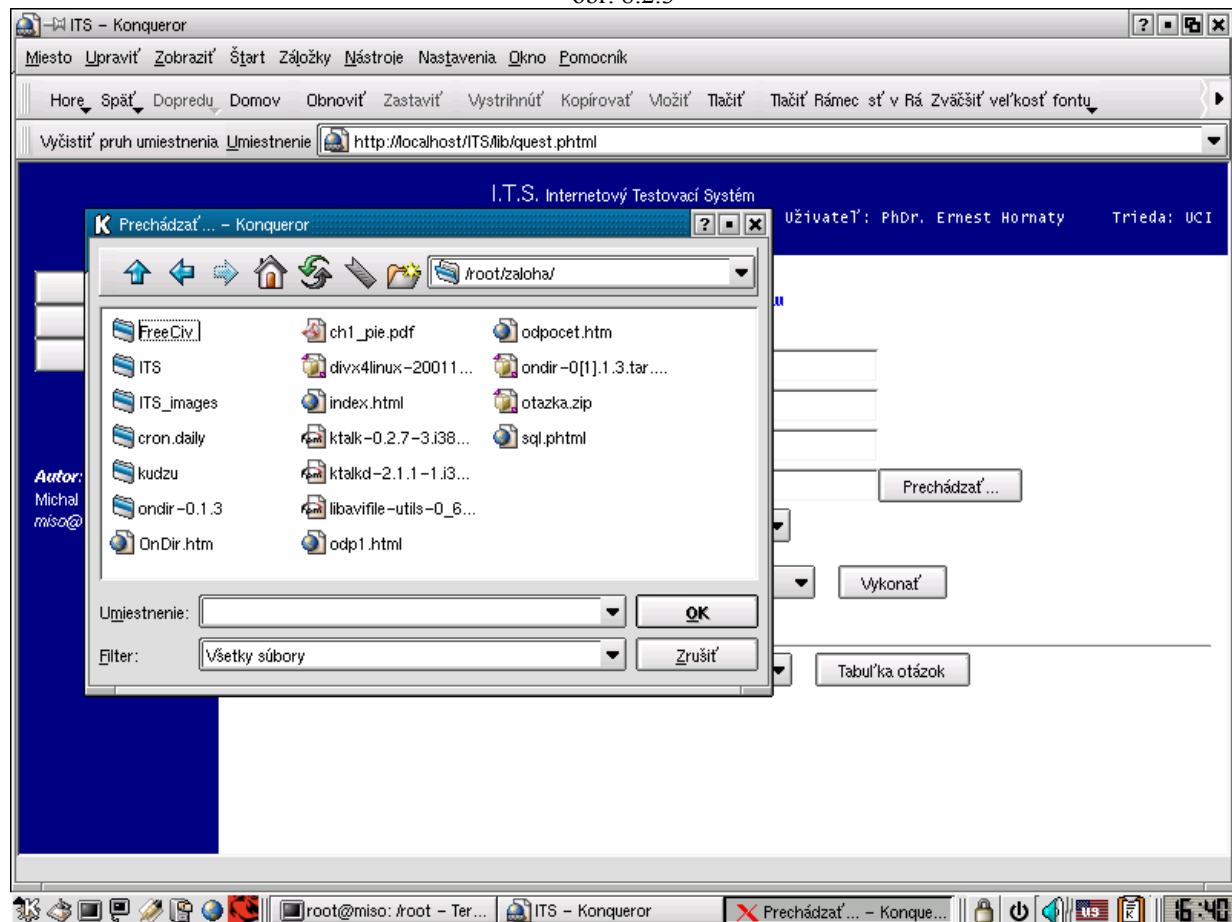 obr. 6.2.3
ITS – Konqueror
Miesto Upraviť Zobraziť Štart Záložky Nástroje Nastavenia Okno Pomocník
Hore Späť Dopredu Domov Obnoviť Zastaviť Vystrihnúť Kopírovať Vložiť Tlačiť Tlačiť Rámec sť v Rá Zväčšiť veľkosť fontu
Vyčistiť pruh umiestnenia Umiestnenie http://localhost/ITS/lib/quest.phtml
I.T.S. Internetový Testovací Systém
Užívateľ: PhDr. Ernest Hornaty Trieda: UCI
Prechádzať... – Konqueror
/root/zaloha/
FreeCiv
ITS
ITS_images
cron.daily
kudzu
ondir-0.1.3
OnDir.htm
ch1_pie.pdf
divx4linux-20011...
index.html
ktalk-0.2.7-3.i38...
ktalkd-2.1.1-1.i3...
libavifile-utils-0_6...
odp1.html
odpocet.htm
ondir-0[1].1.3.tar....
otazka.zip
sql.phtml
Umiestnenie: OK
Filter: Všetky súbory Zrušiť
Autor:
Michal
miso@
Prechádzať...
Vykonať
Tabuľka otázok
root@miso: /root – Ter... ITS – Konqueror Prechádzať... – Konque... US